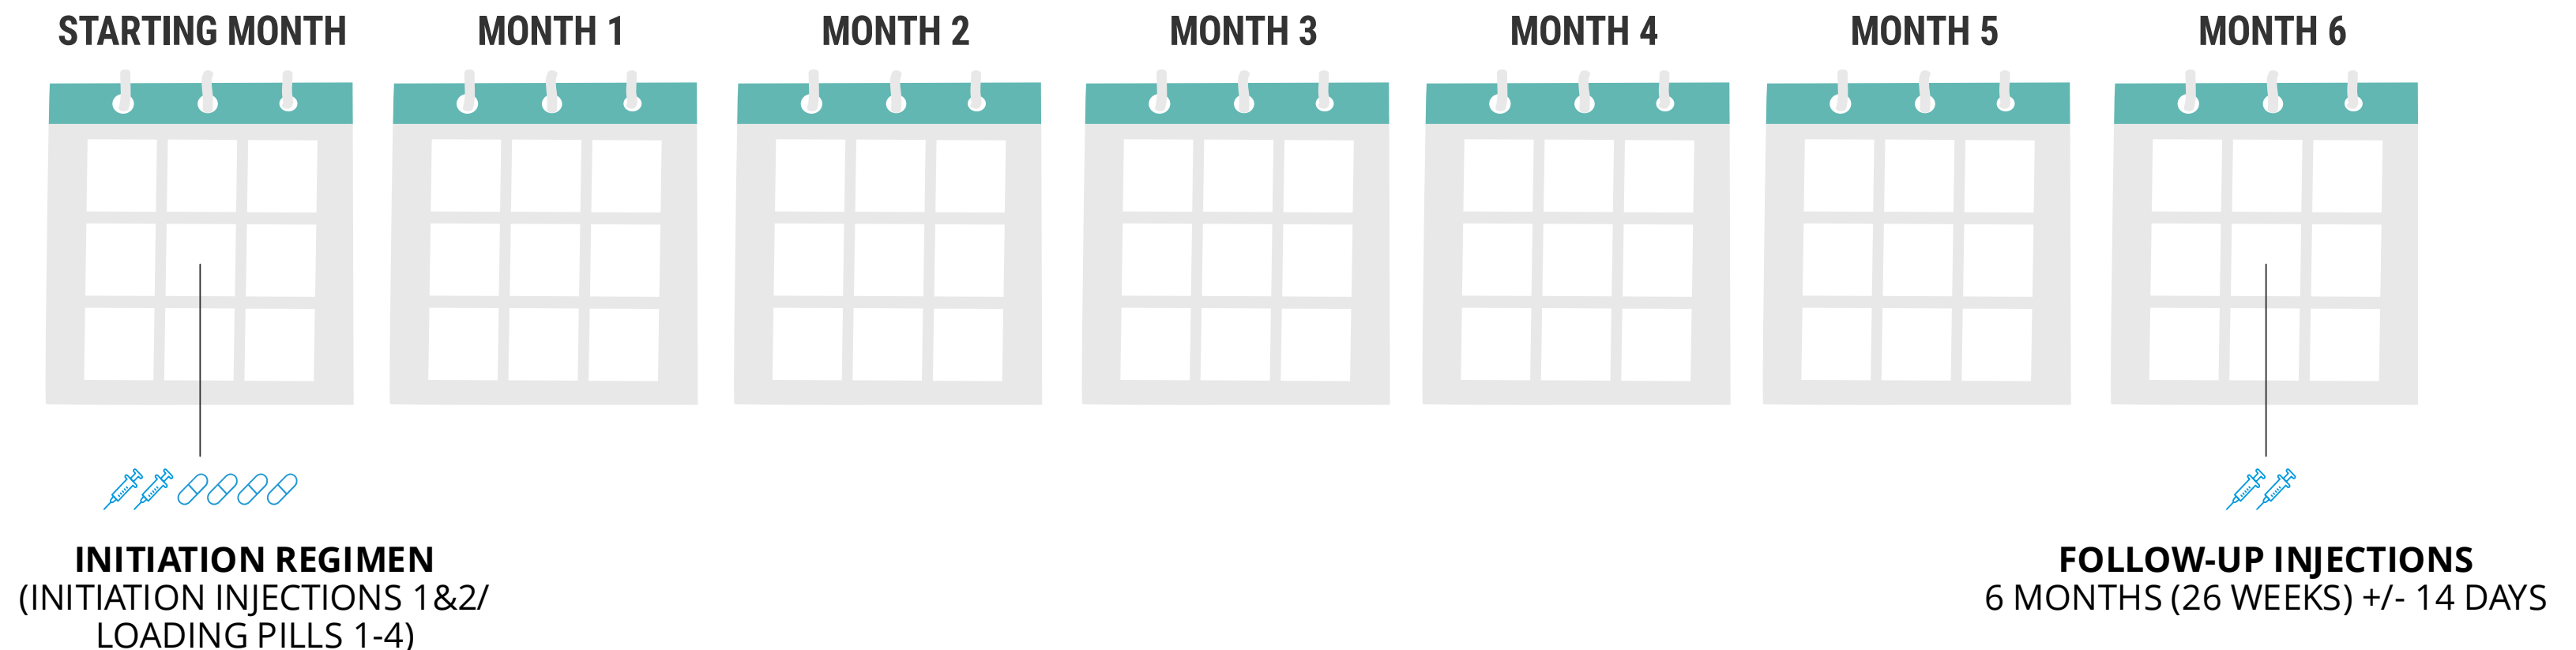 STARTING MONTH
MONTH 1
MONTH 2
MONTH 3
MONTH 4
MONTH 5
MONTH 6
INITIATION REGIMEN
(INITIATION INJECTIONS 1&2/
LOADING PILLS 1-4)
FOLLOW-UP INJECTIONS
6 MONTHS (26 WEEKS) +/- 14 DAYS